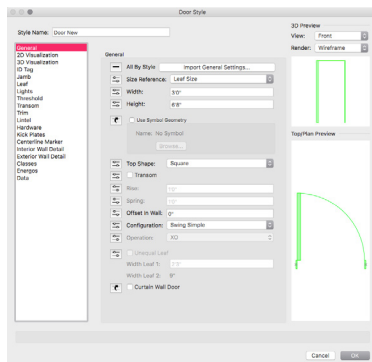 Door Style
Style Name: Door New
General
2D Visualization
3D Visualization
ID Tag
Jamb
Leaf
Lights
Threshold
Transom
Trim
Lintel
Hardware
Kick Plates
Centerline Marker
Interior Wall Detail
Exterior Wall Detail
Classes
Energos
Data
General
All By Style
Import General Settings...
Size Reference: Leaf Size
Width: 3'0"
Height: 6'8"
Use Symbol Geometry
Name: No Symbol
Browse...
Top Shape: Square
Transom
Rise:
Spring:
Offset in Wall: 0"
Configuration: Swing Simple
Operation: XO
Unequal Leaf
Width Leaf 1:
Width Leaf 2: 9"
Curtain Wall Door
3D Preview
View: Front
Render: Wireframe
Top/Plan Preview
Cancel
OK